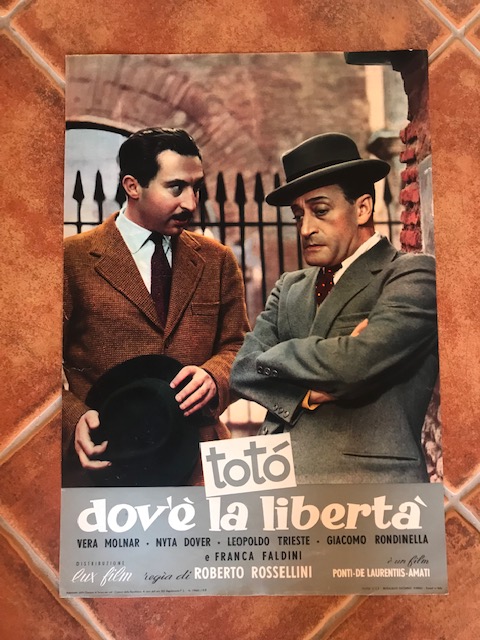 totó
dov'è la libertà
VERA MOLNAR · NYTA DOVER · LEOPOLDO TRIESTE · GIACOMO RONDINELLA
e FRANCA FALDINI
DISTRIBUZIONE
lux film
regia di ROBERTO ROSSELLINI
è un film
PONTI-DE LAURENTIIS-AMATI